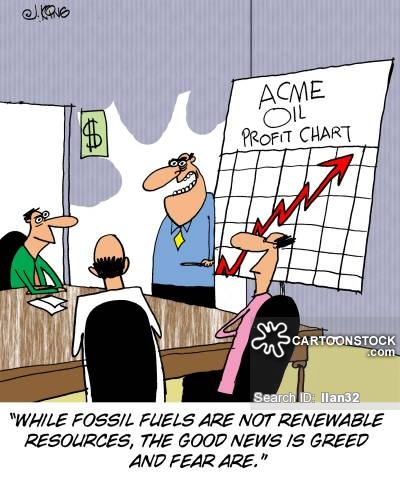 J.KONG
$
ACME
OIL
PROFIT CHART
CARTOONSTOCK
.com
Search ID: llan32
"WHILE FOSSIL FUELS ARE NOT RENEWABLE
RESOURCES, THE GOOD NEWS IS GREED
AND FEAR ARE."